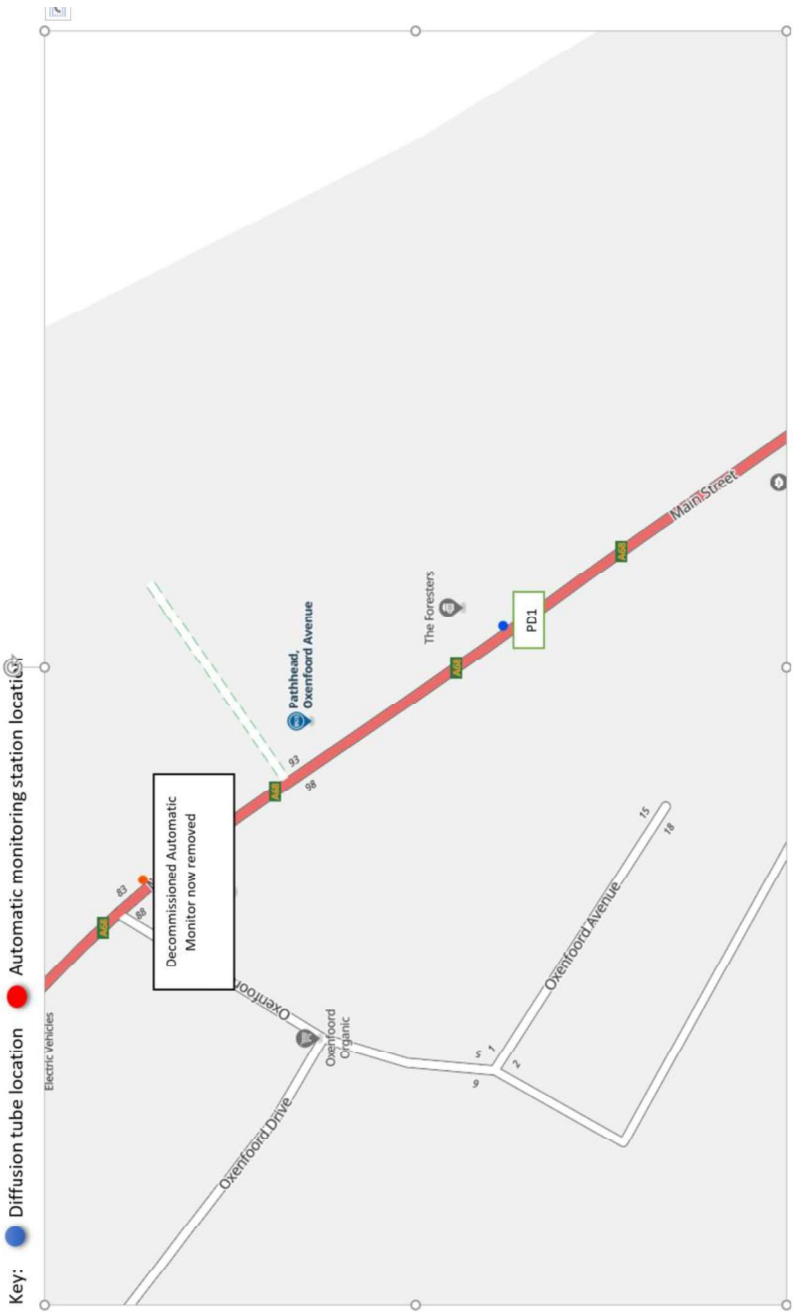 Key: Diffusion tube location Automatic monitoring station location
Electric Vehicles
A68
83
88
Decommissioned Automatic
Monitor now removed
A68
93
98
Pathhead,
Oxenfoord Avenue
Oxenfoord Drive
Oxenfoord
Organic
The Foresters
A68
PD1
5
6
1
2
Oxenfoord Avenue
15
18
A68
Main Street